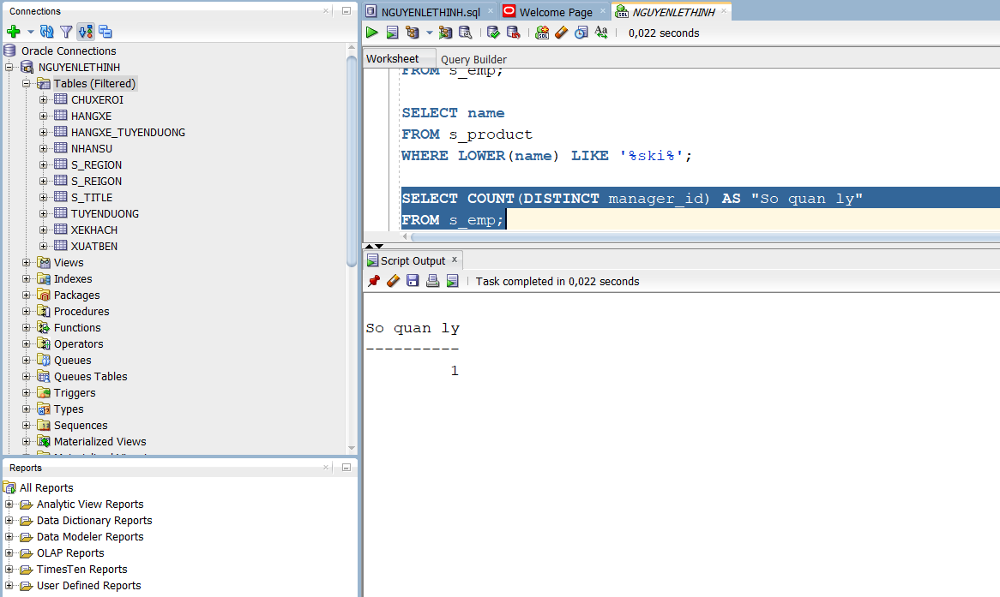 Connections
Oracle Connections
NGUYENLETHINH
Tables (Filtered)
CHUXEROI
HANGXE
HANGXE_TUYENDUONG
NHANSU
S_REGION
S_REIGON
S_TITLE
TUYENDUONG
XEKHACH
XUATBEN
Views
Indexes
Packages
Procedures
Functions
Operators
Queues
Queues Tables
Triggers
Types
Sequences
Materialized Views
Reports
All Reports
Analytic View Reports
Data Dictionary Reports
Data Modeler Reports
OLAP Reports
TimesTen Reports
User Defined Reports
NGUYENLETHINH.sql Welcome Page NGUYENLETHINH
0,022 seconds
Worksheet Query Builder
FROM s_emp;
SELECT name
FROM s_product
WHERE LOWER(name) LIKE '%ski%';
SELECT COUNT(DISTINCT manager_id) AS "So quan ly"
FROM s_emp;
Script Output
Task completed in 0,022 seconds
So quan ly
----------
1